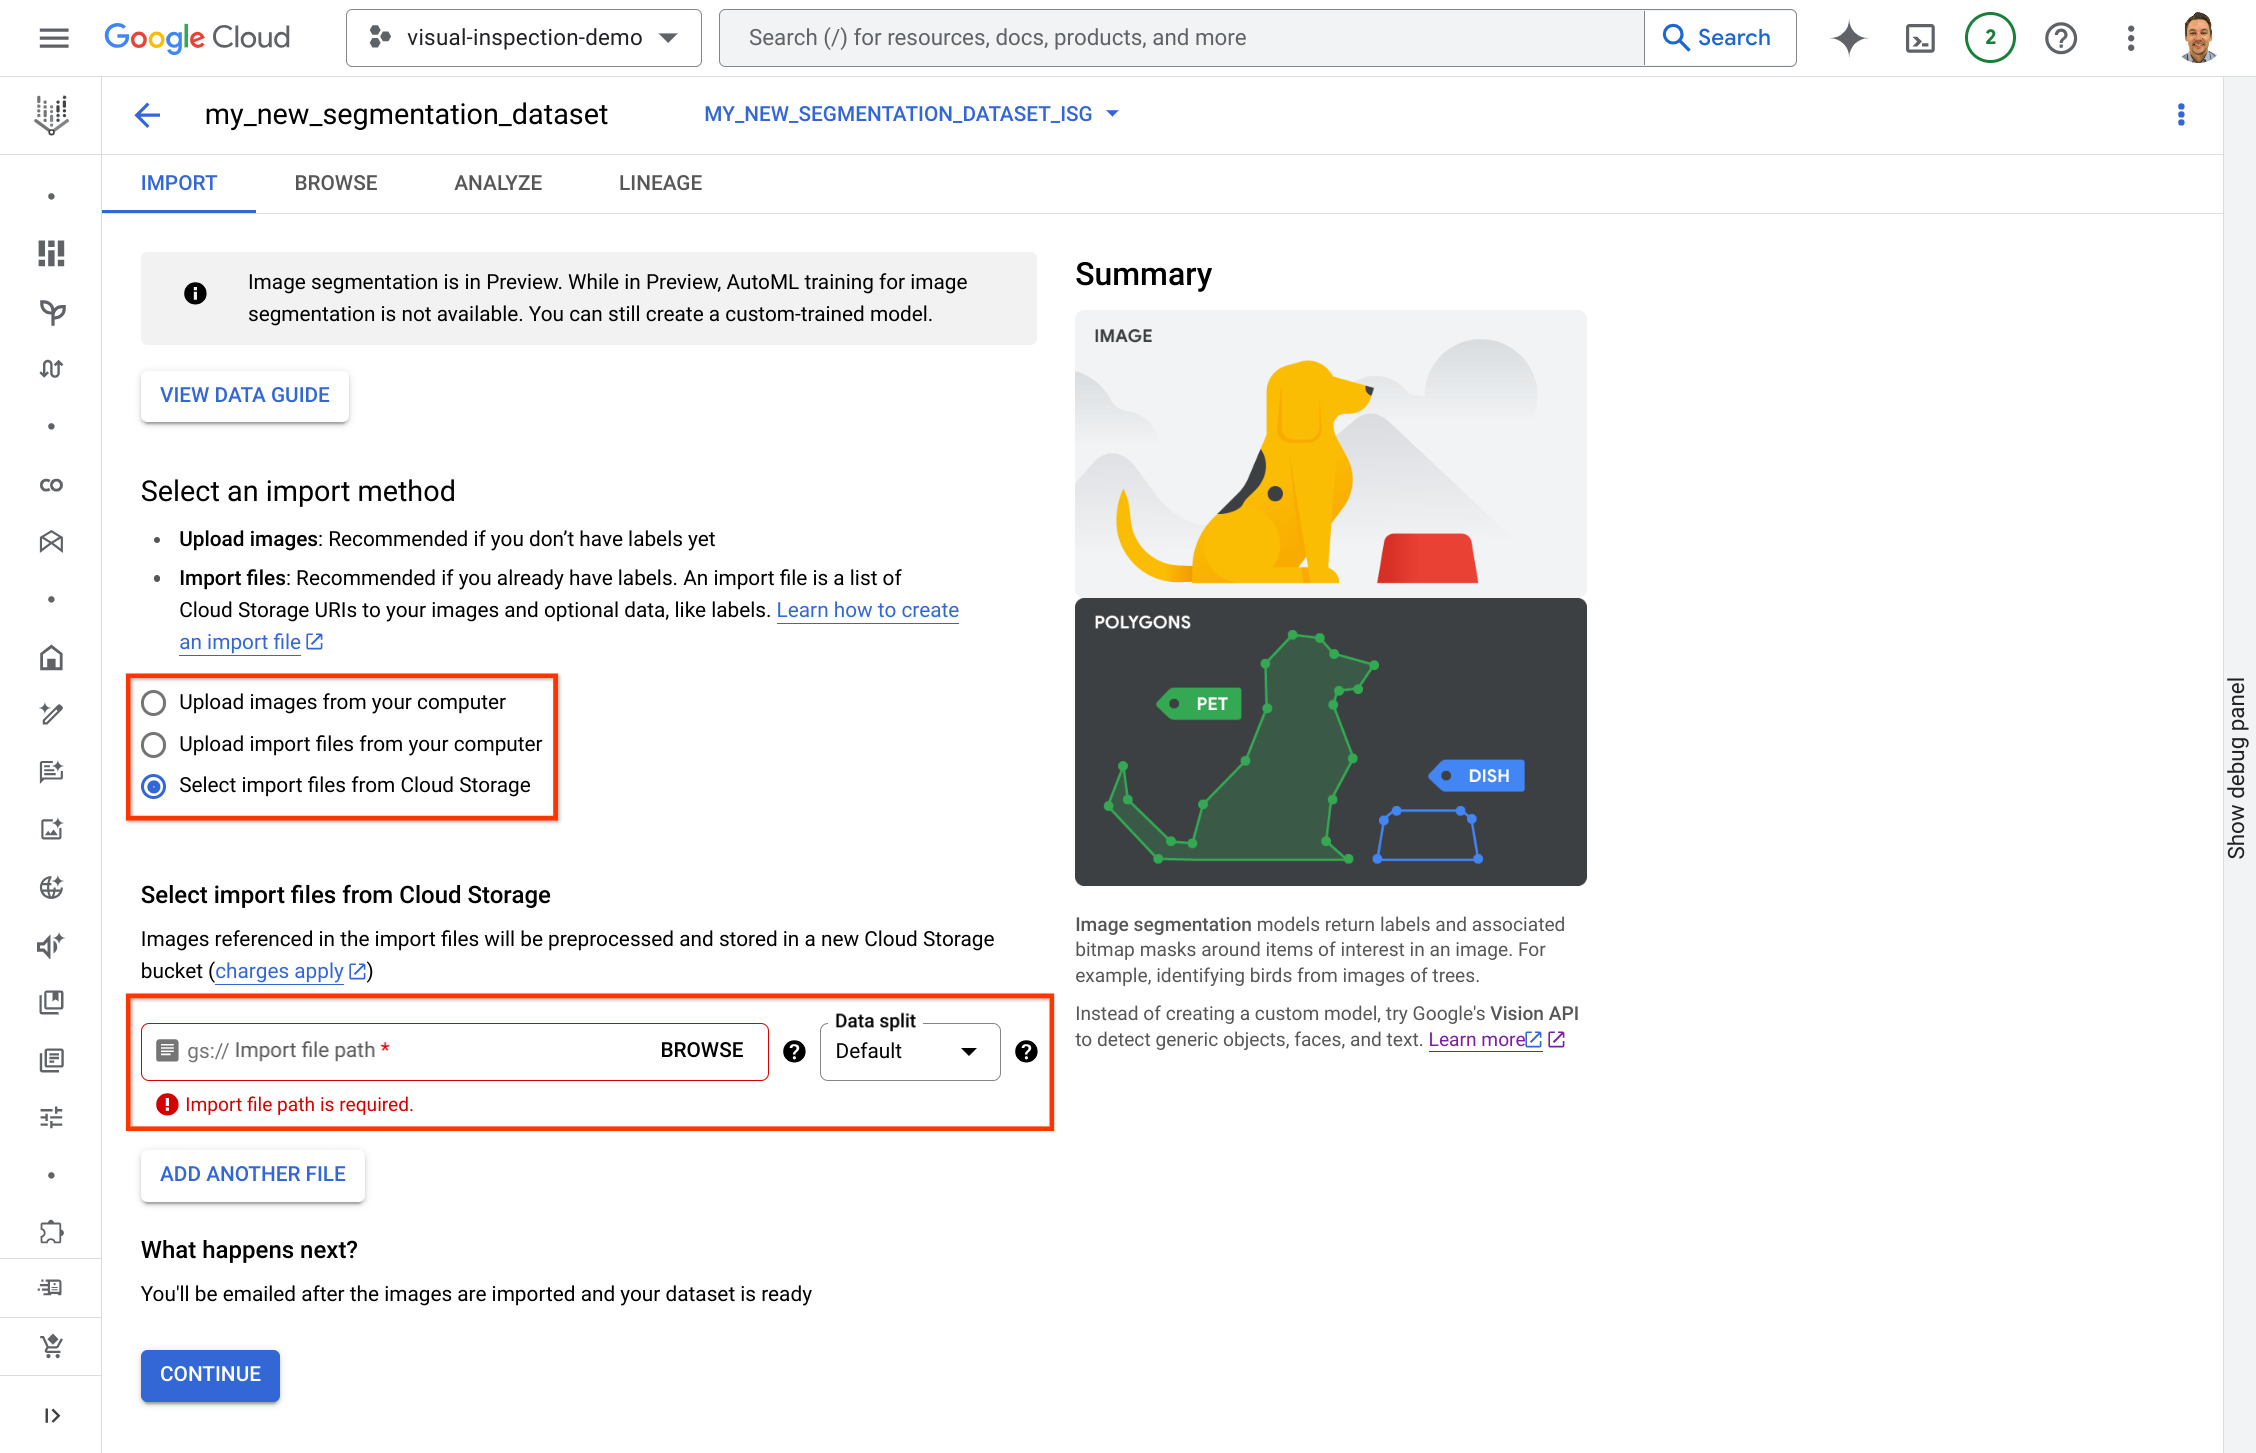 Google Cloud
visual-inspection-demo
Search (/) for resources, docs, products, and more
Search
2
my_new_segmentation_dataset
MY_NEW_SEGMENTATION_DATASET_ISG
IMPORT
BROWSE
ANALYZE
LINEAGE
Image segmentation is in Preview. While in Preview, AutoML training for image
segmentation is not available. You can still create a custom-trained model.
VIEW DATA GUIDE
Select an import method
• Upload images: Recommended if you don’t have labels yet
• Import files: Recommended if you already have labels. An import file is a list of
Cloud Storage URIs to your images and optional data, like labels. Learn how to create
an import file
Upload images from your computer
Upload import files from your computer
Select import files from Cloud Storage
Select import files from Cloud Storage
Images referenced in the import files will be preprocessed and stored in a new Cloud Storage
bucket (charges apply)
gs:// Import file path *
BROWSE
Data split
Default
Import file path is required.
ADD ANOTHER FILE
What happens next?
You'll be emailed after the images are imported and your dataset is ready
CONTINUE
Summary
IMAGE
POLYGONS
PET
DISH
Image segmentation models return labels and associated
bitmap masks around items of interest in an image. For
example, identifying birds from images of trees.
Instead of creating a custom model, try Google's Vision API
to detect generic objects, faces, and text. Learn more
Show debug panel